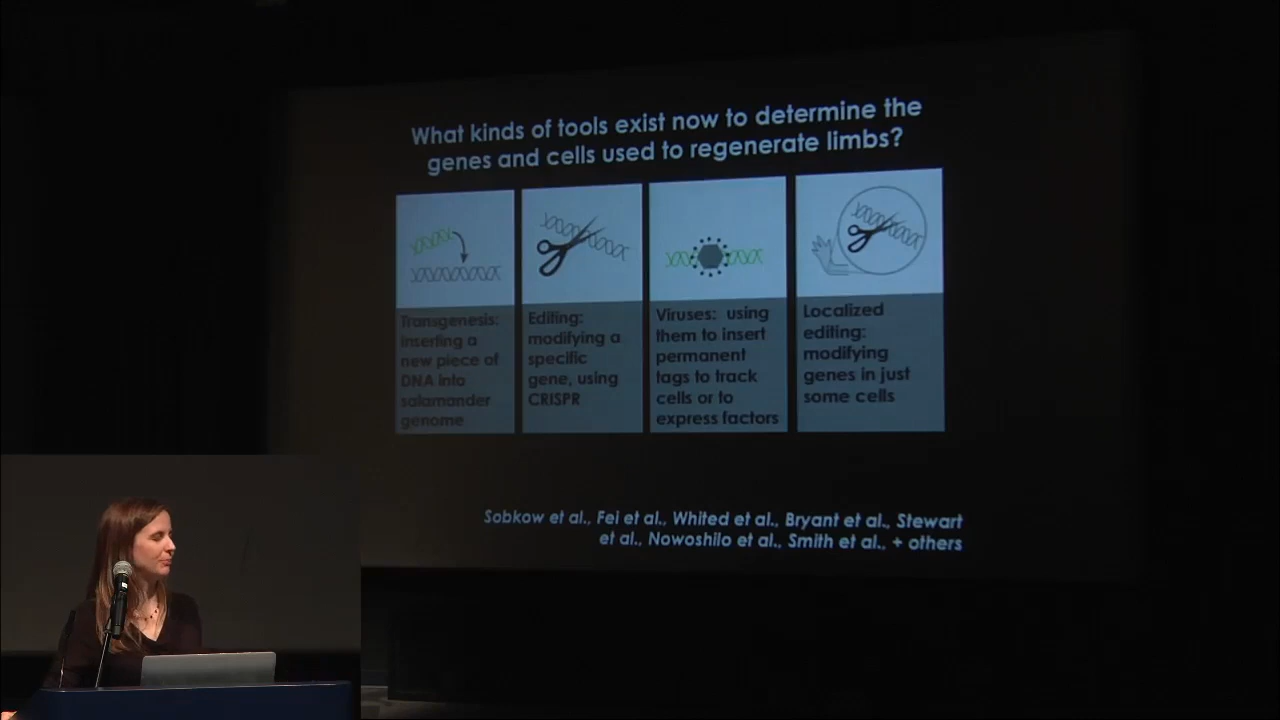 What kinds of tools exist now to determine the
genes and cells used to regenerate limbs?
Transgenesis:
inserting a
new piece of
DNA into
salamander
genome
Editing:
modifying a
specific
gene, using
CRISPR
Viruses: using
them to insert
permanent
tags to track
cells or to
express factors
Localized
editing:
modifying
genes in just
some cells
Sobkow et al., Fei et al., Whited et al., Bryant et al., Stewart
et al., Nowoshilo et al., Smith et al., + others